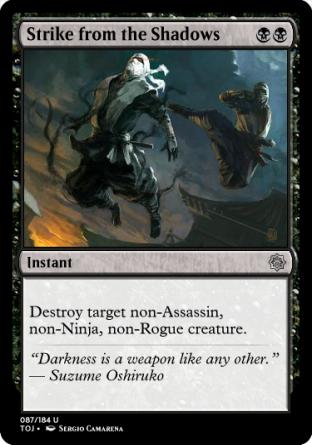 Strike from the Shadows
Instant
Destroy target non-Assassin,
non-Ninja, non-Rogue creature.
“Darkness is a weapon like any other.”
— Suzume Oshiruko
087/184 U
TOJ • Sergio Camarena